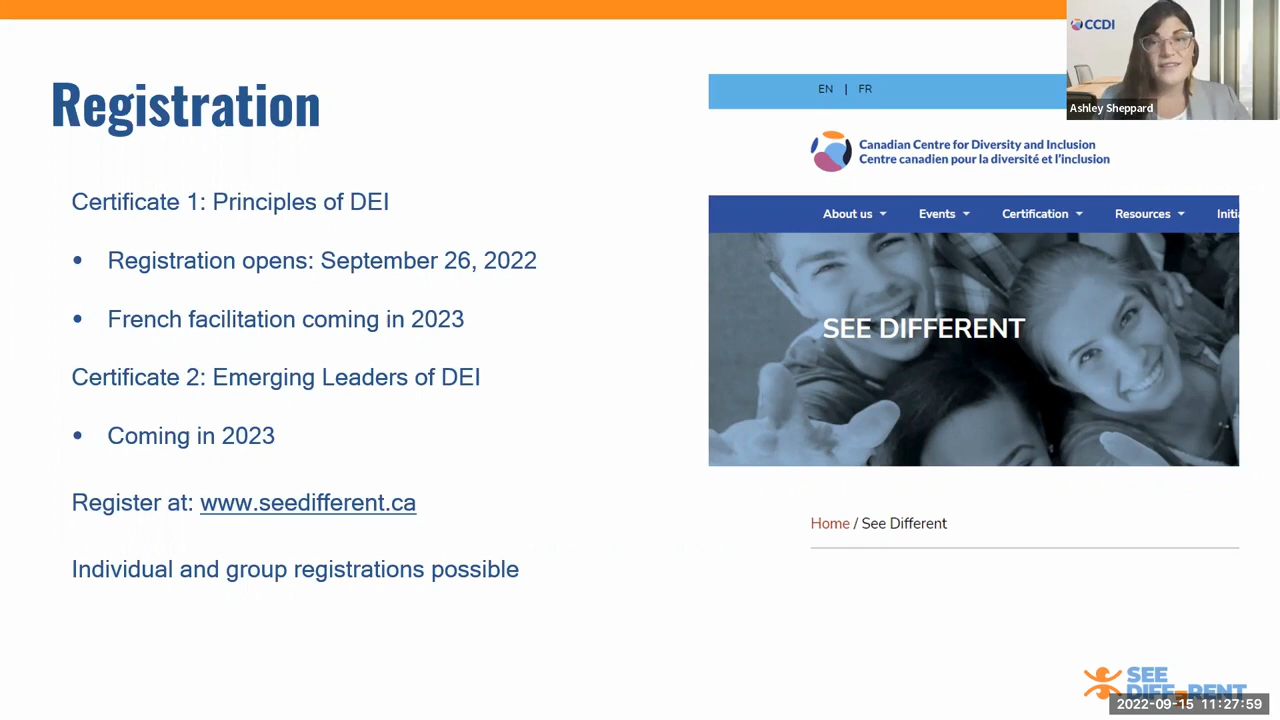 CCDI
Ashley Sheppard
Registration
Certificate 1: Principles of DEI
• Registration opens: September 26, 2022
• French facilitation coming in 2023
Certificate 2: Emerging Leaders of DEI
• Coming in 2023
Register at: www.seedifferent.ca
Individual and group registrations possible
EN | FR
Canadian Centre for Diversity and Inclusion
Centre canadien pour la diversité et l'inclusion
About us Events Certification Resources
SEE DIFFERENT
Home / See Different
SEE
DIFFERENT
2022-09-15 11:27:59